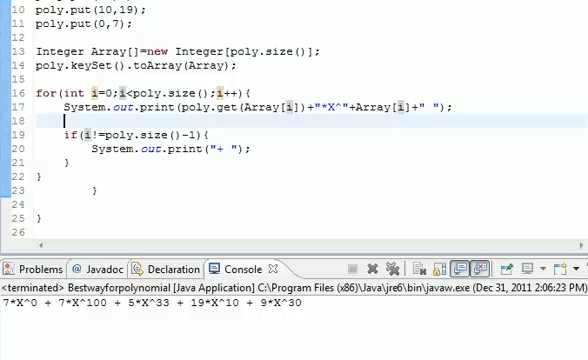 10 poly.put(10,19);
11 poly.put(0,7);
12
13 Integer Array[]=new Integer[poly.size()];
14 poly.keySet().toArray(Array);
15
16 for(int i=0;i<poly.size();i++){
17 System.out.print(poly.get(Array[i])+"*X^"+Array[i]+" ");
18
19 if(i!=poly.size()-1){
20 System.out.print("+ ");
21 }
22 }
23 }
24
25 }
26
Problems @ Javadoc Declaration Console
<terminated> Bestwayforpolynomial [Java Application] C:\Program Files (x86)\Java\jre6\bin\javaw.exe (Dec 31, 2011 2:06:23 PM)
7*X^0 + 7*X^100 + 5*X^33 + 19*X^10 + 9*X^30